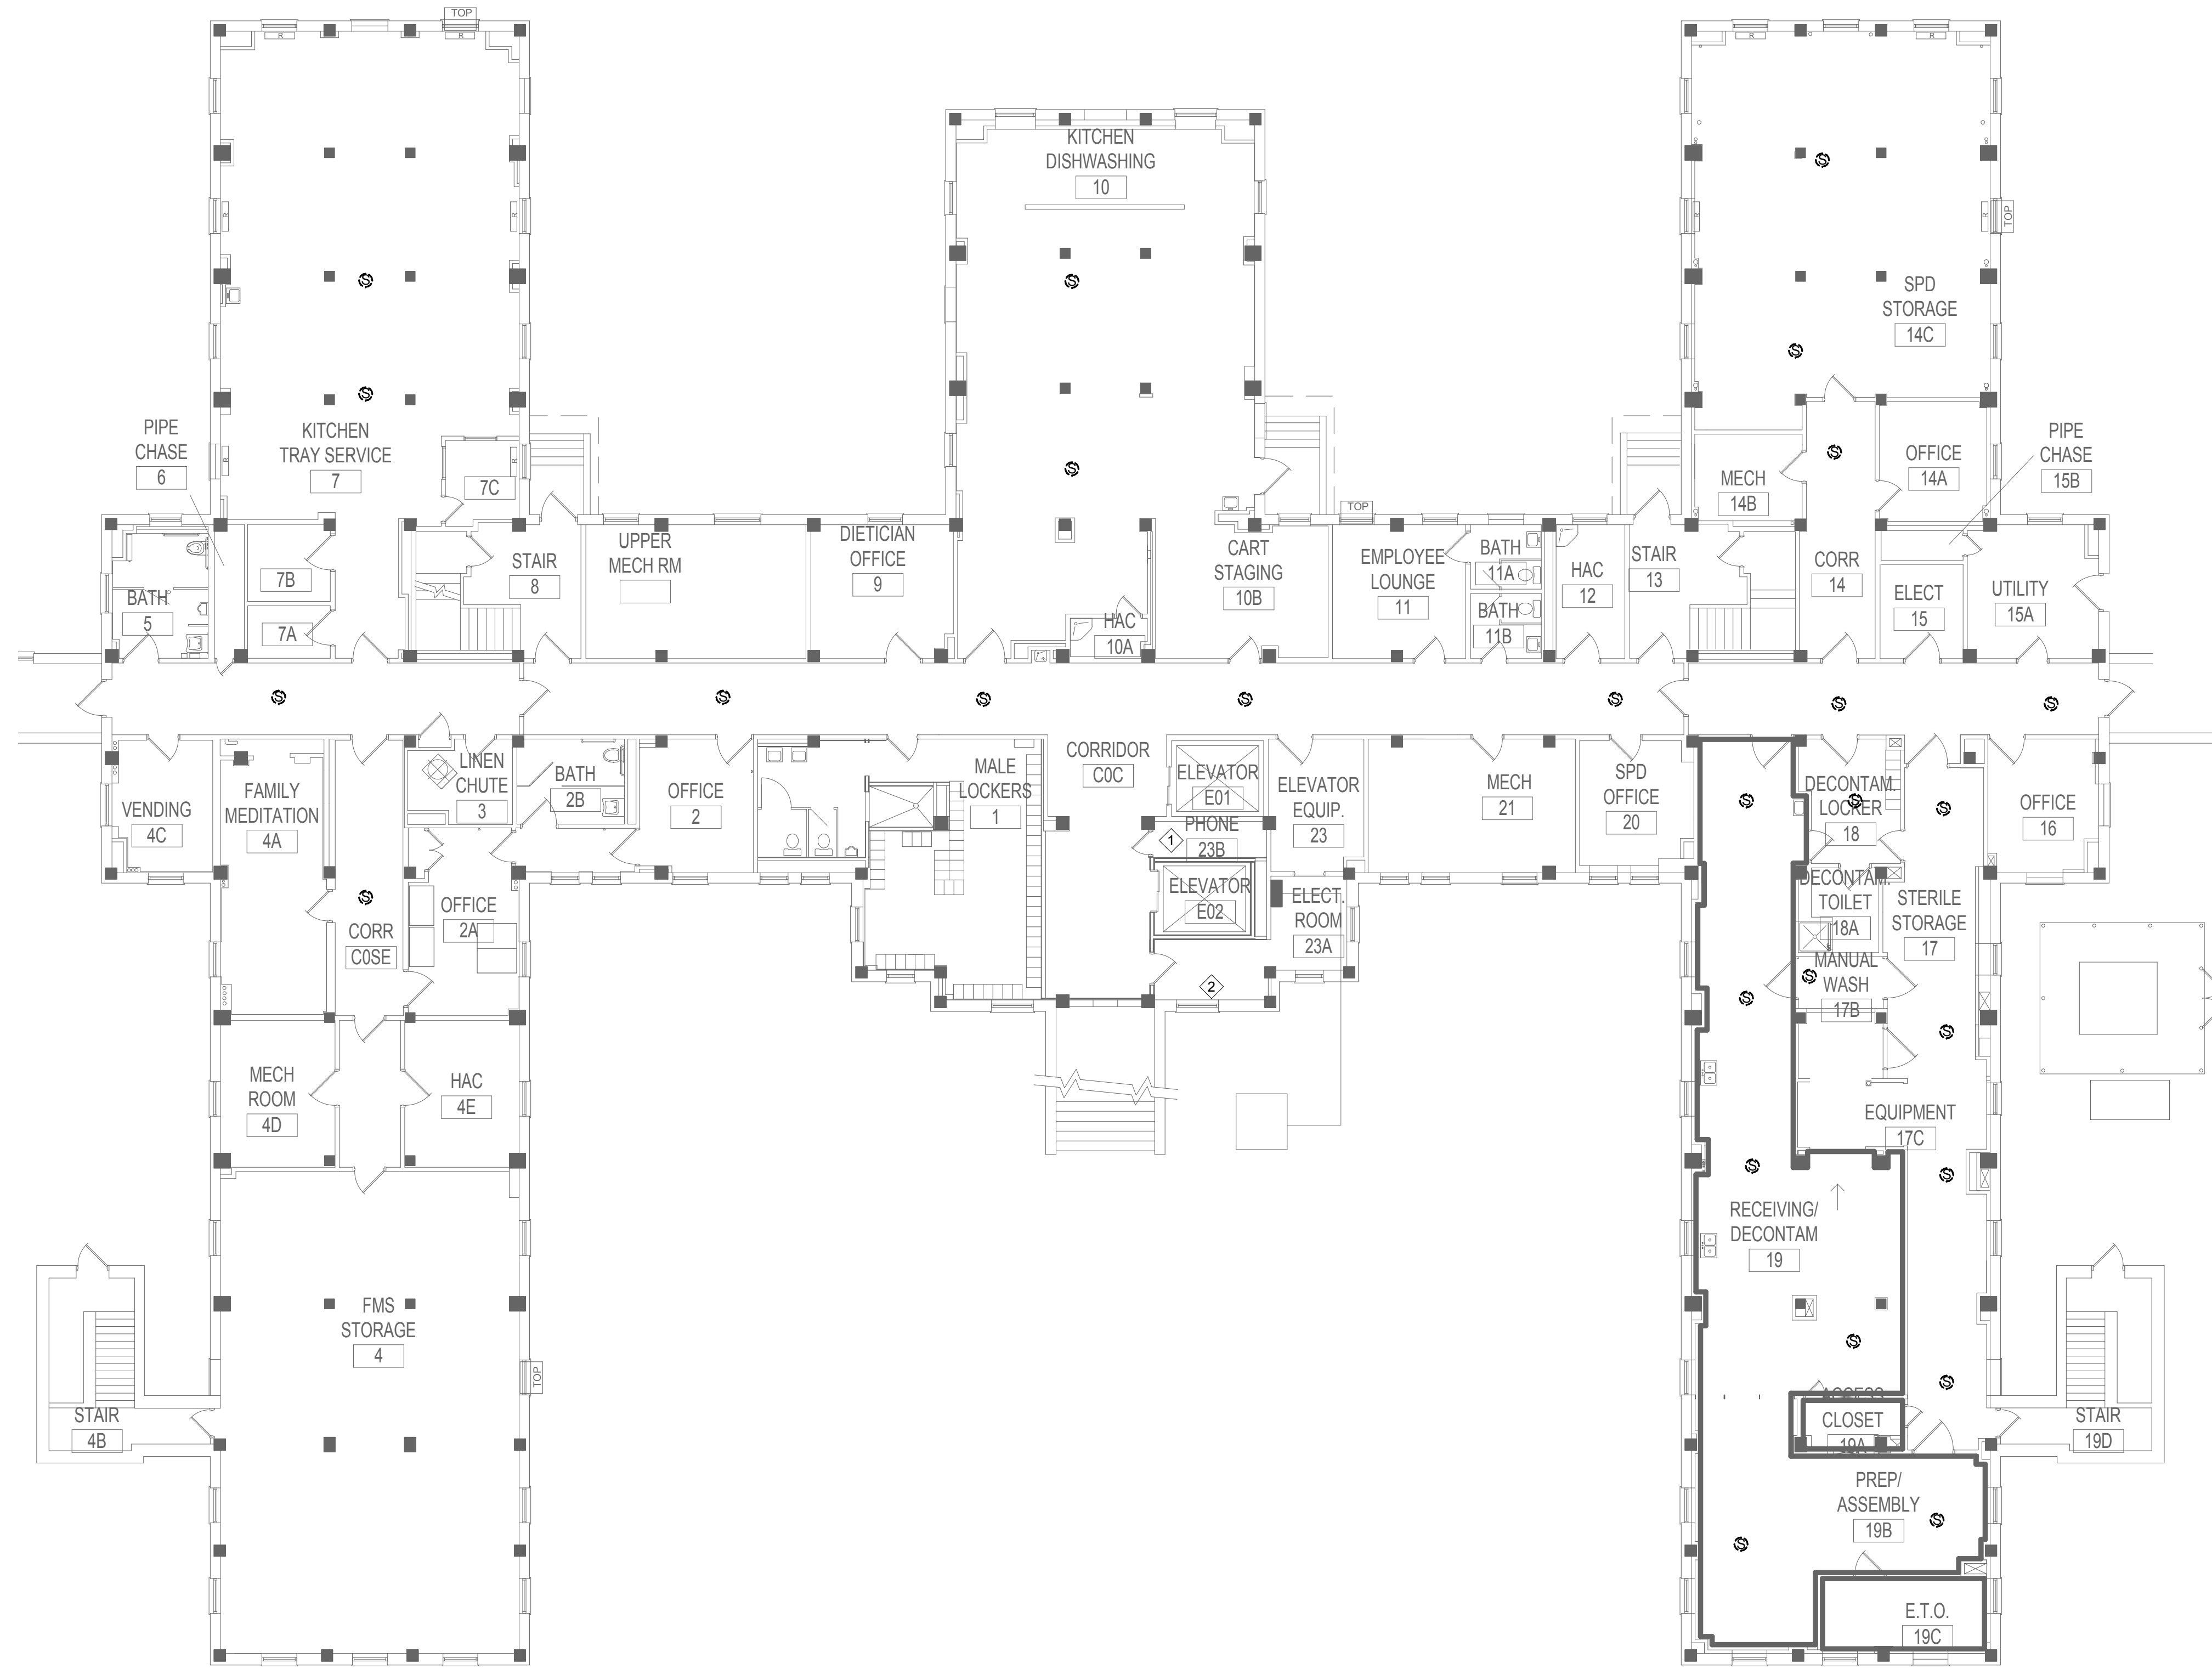 TOP
R
R
R
R
KITCHEN
DISHWASHING
10
R
R
R
R
TOP
SPD
STORAGE
14C
PIPE
CHASE
6
KITCHEN
TRAY SERVICE
7
R
R
7C
MECH
14B
OFFICE
14A
PIPE
CHASE
15B
TOP
BATH
5
7B
7A
STAIR
8
UPPER
MECH RM
DIETICIAN
OFFICE
9
HAC
10A
CART
STAGING
10B
EMPLOYEE
LOUNGE
11
BATH
11A
BATH
11B
HAC
12
STAIR
13
CORR
14
ELECT
15
UTILITY
15A
S
S
S
S
S
S
S
S
S
S
S
S
S
S
VENDING
4C
FAMILY
MEDITATION
4A
LINEN
CHUTE
3
BATH
2B
OFFICE
2
MALE
LOCKERS
1
CORRIDOR
C0C
ELEVATOR
E01
PHONE
23B
1
ELEVATOR
EQUIP.
23
MECH
21
SPD
OFFICE
20
DECONTAM.
LOCKER
18
OFFICE
16
CORR
C0SE
OFFICE
2A
ELEVATOR
E02
ELECT.
ROOM
23A
2
DECONTAM.
TOILET
18A
STERILE
STORAGE
17
MANUAL
WASH
17B
S
S
S
S
S
S
S
MECH
ROOM
4D
HAC
4E
EQUIPMENT
17C
RECEIVING/
DECONTAM
19
S
S
S
S
FMS
STORAGE
4
TOP
STAIR
4B
CLOSET
19A
STAIR
19D
PREP/
ASSEMBLY
19B
S
S
E.T.O.
19C